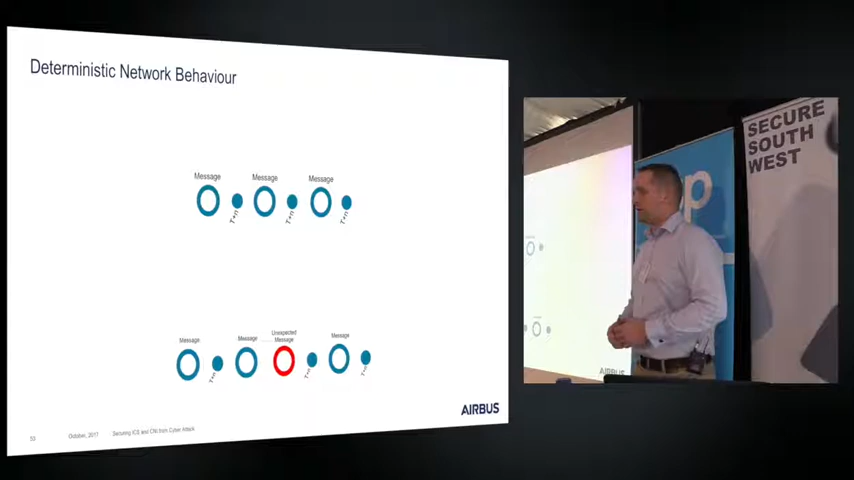 Deterministic Network Behaviour
Message
Message
Message
T+n
T+n
T+n
Message
Message
Unexpected
Message
Message
T+n
T+n
T+n
AIRBUS
53
October, 2017
Securing ICS and CNI from Cyber Attack
SECURE
SOUTH
WEST
p
AIRBUS